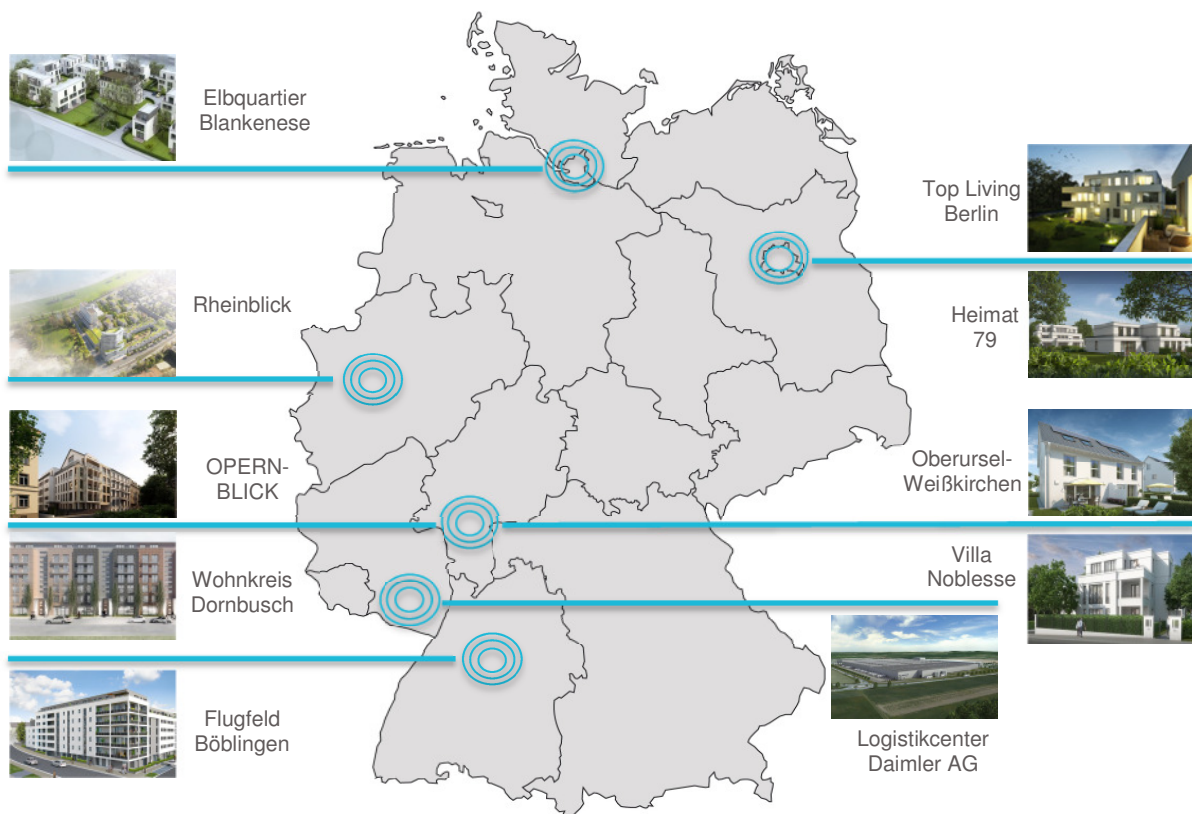 Elbquartier
Blankenese
Top Living
Berlin
Rheinblick
Heimat
79
OPERN-
BLICK
Oberursel-
Weißkirchen
Wohnkreis
Dornbusch
Villa
Noblesse
Flugfeld
Böblingen
Logistikcenter
Daimler AG